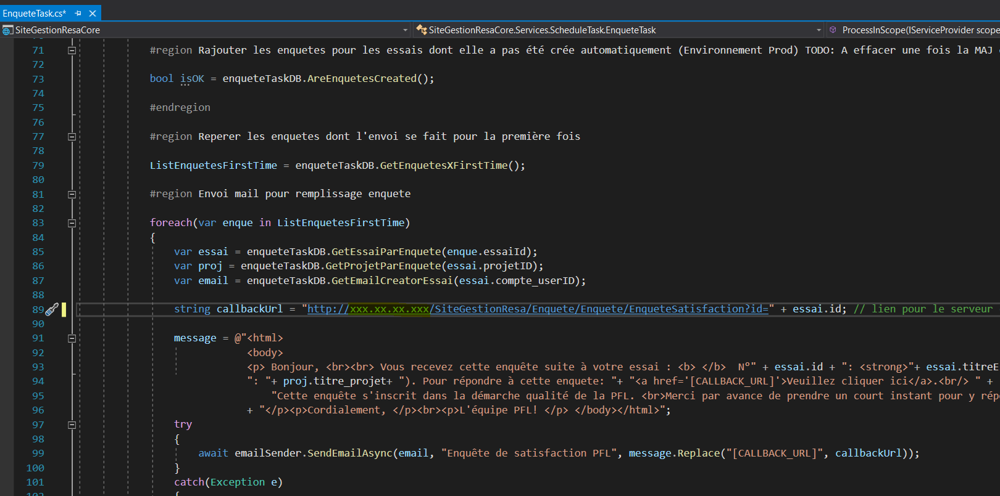 EnqueteTask.cs*
SiteGestionResaCore SiteGestionResaCore.Services.ScheduleTask.EnqueteTask ProcessInScope(IServiceProvider scope
71 #region Rajouter les enquetes pour les essais dont elle a pas été crée automatiquement (Environnement Prod) TODO: A effacer une fois la MAJ
72
73 bool isOK = enqueteTaskDB.AreEnquetesCreated();
74
75 #endregion
76
77 #region Reperer les enquetes dont l'envoi se fait pour la première fois
78
79 ListEnquetesFirstTime = enqueteTaskDB.GetEnquetesXFirstTime();
80
81 #region Envoi mail pour remplissage enquete
82
83 foreach(var enque in ListEnquetesFirstTime)
84 {
85 var essai = enqueteTaskDB.GetEssaiParEnquete(enque.essaiId);
86 var proj = enqueteTaskDB.GetProjetParEnquete(essai.projetID);
87 var email = enqueteTaskDB.GetEmailCreatorEssai(essai.compte_userID);
88
89 string callbackUrl = "http://xxx.xx.xx.xxx/SiteGestionResa/Enquete/Enquete/EnqueteSatisfaction?id=" + essai.id; // lien pour le serveur
90
91 message = @"<html>
92 <body>
93 <p> Bonjour, <br><br> Vous recevez cette enquête suite à votre essai : <b> </b> N°" + essai.id + ": <strong>"+ essai.titreE
94 ": "+ proj.titre_projet+ "). Pour répondre à cette enquete: "+ "<a href='[CALLBACK_URL]'>Veuillez cliquer ici</a>.<br/> " +
95 "Cette enquête s'inscrit dans la démarche qualité de la PFL. <br>Merci par avance de prendre un court instant pour y rép
96 + "</p><p>Cordialement, </p><br><p>L'équipe PFL! </p> </body></html>";
97 try
98 {
99 await emailSender.SendEmailAsync(email, "Enquête de satisfaction PFL", message.Replace("[CALLBACK_URL]", callbackUrl));
100 }
101 catch(Exception e)
102 {